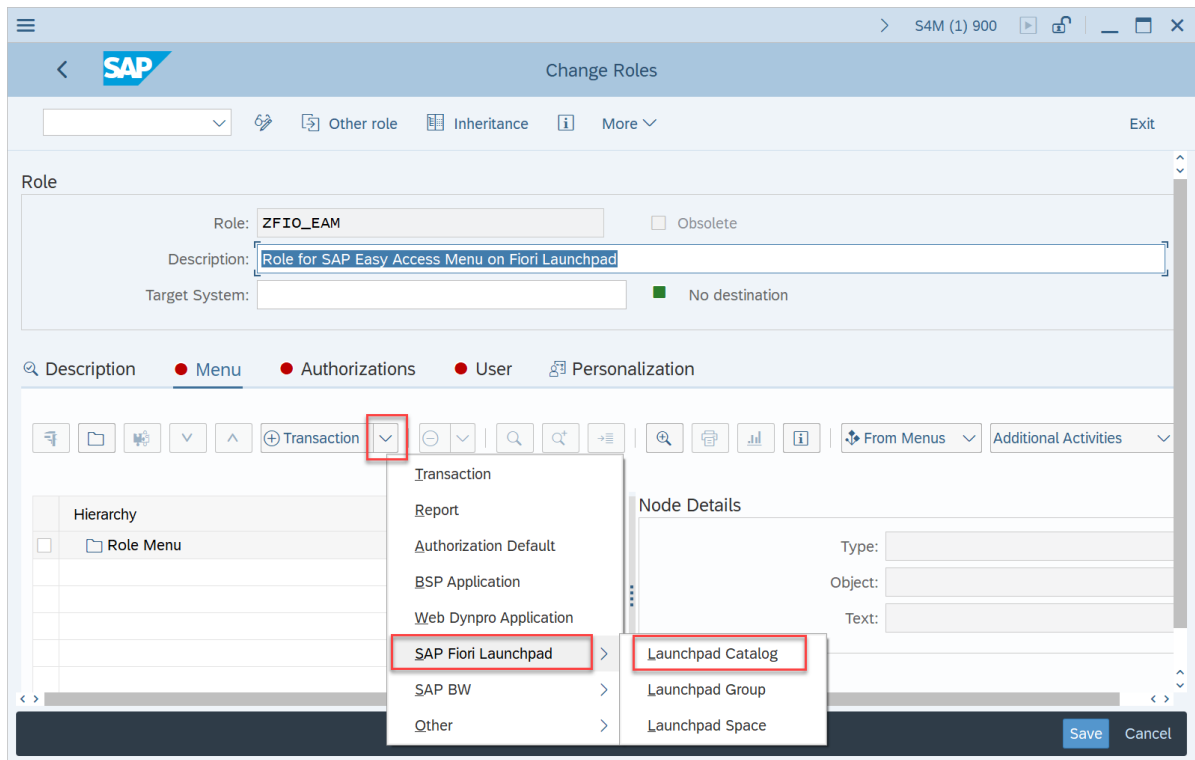 S4M (1) 900
SAP
Change Roles
Other role Inheritance More Exit
Role
Role: ZFIO_EAM Obsolete
Description: Role for SAP Easy Access Menu on Fiori Launchpad
Target System: No destination
Description Menu Authorizations User Personalization
Transaction From Menus Additional Activities
Transaction
Report
Authorization Default
BSP Application
Web Dynpro Application
SAP Fiori Launchpad
SAP BW
Other
Launchpad Catalog
Launchpad Group
Launchpad Space
Hierarchy
Role Menu
Node Details
Type:
Object:
Text:
Save Cancel